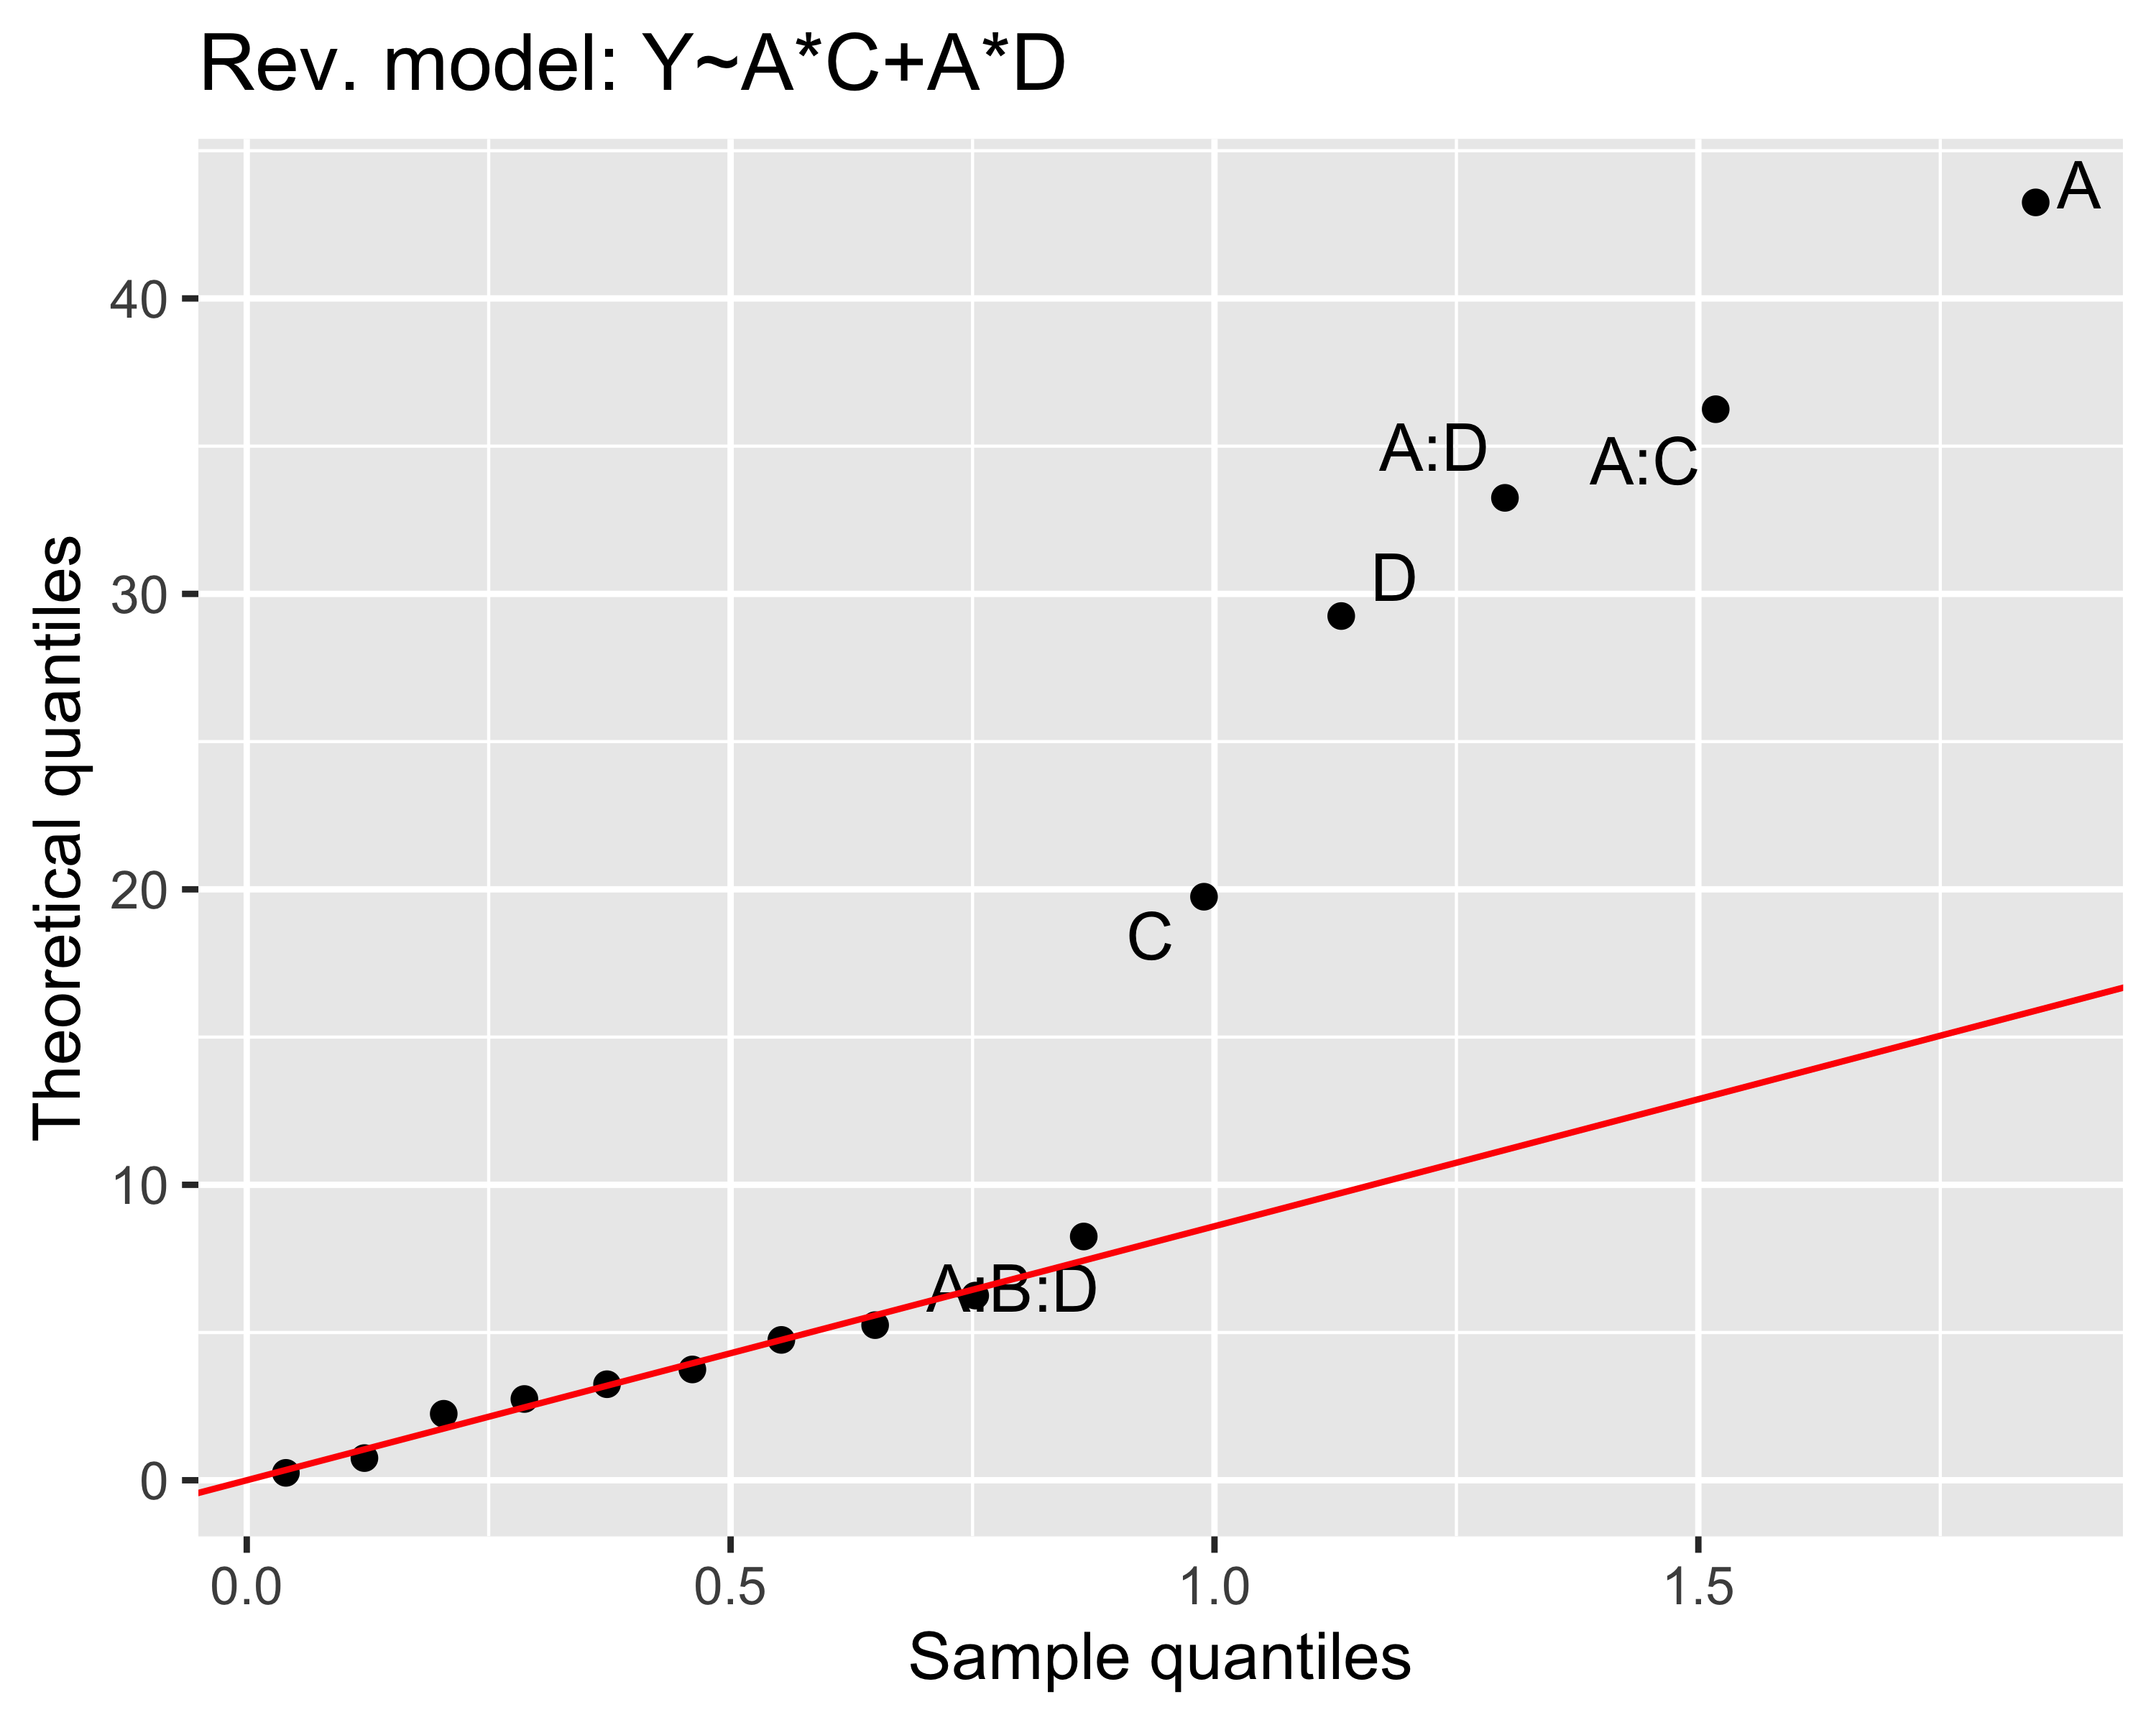 Rev. model: Y~A*C+A*D
A
A:D
A:C
D
C
A:B:D
Theoretical quantiles
40
30
20
10
0
0.0 0.5 1.0 1.5
Sample quantiles